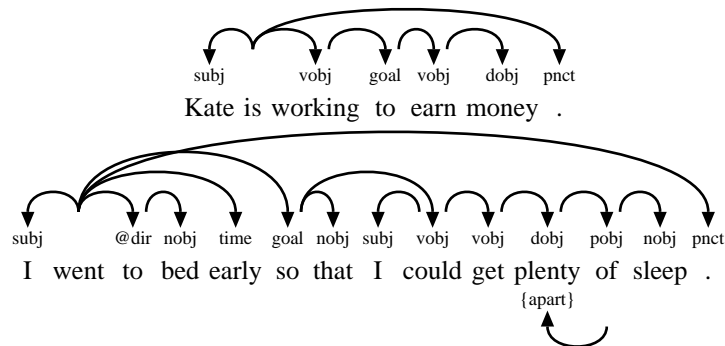 subj vobj goal vobj dobj pnct
Kate is working to earn money .
subj @dir nobj time goal nobj subj vobj vobj dobj pobj nobj pnct
I went to bed early so that I could get plenty of sleep .
{apart}